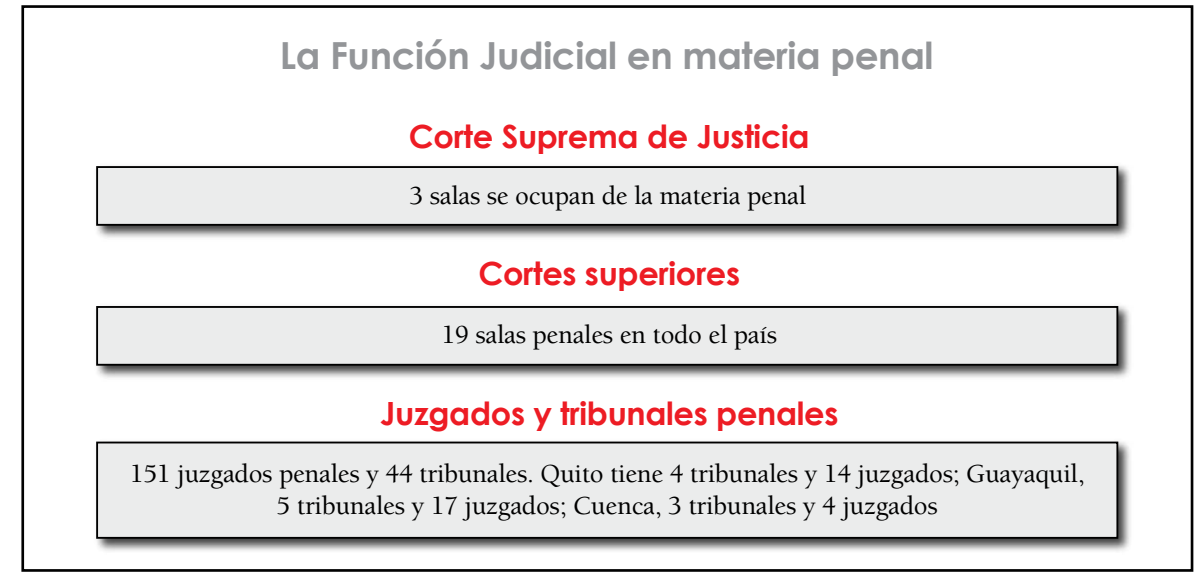 La Función Judicial en materia penal
Corte Suprema de Justicia
3 salas se ocupan de la materia penal
Cortes superiores
19 salas penales en todo el país
Juzgados y tribunales penales
151 juzgados penales y 44 tribunales. Quito tiene 4 tribunales y 14 juzgados; Guayaquil,
5 tribunales y 17 juzgados; Cuenca, 3 tribunales y 4 juzgados